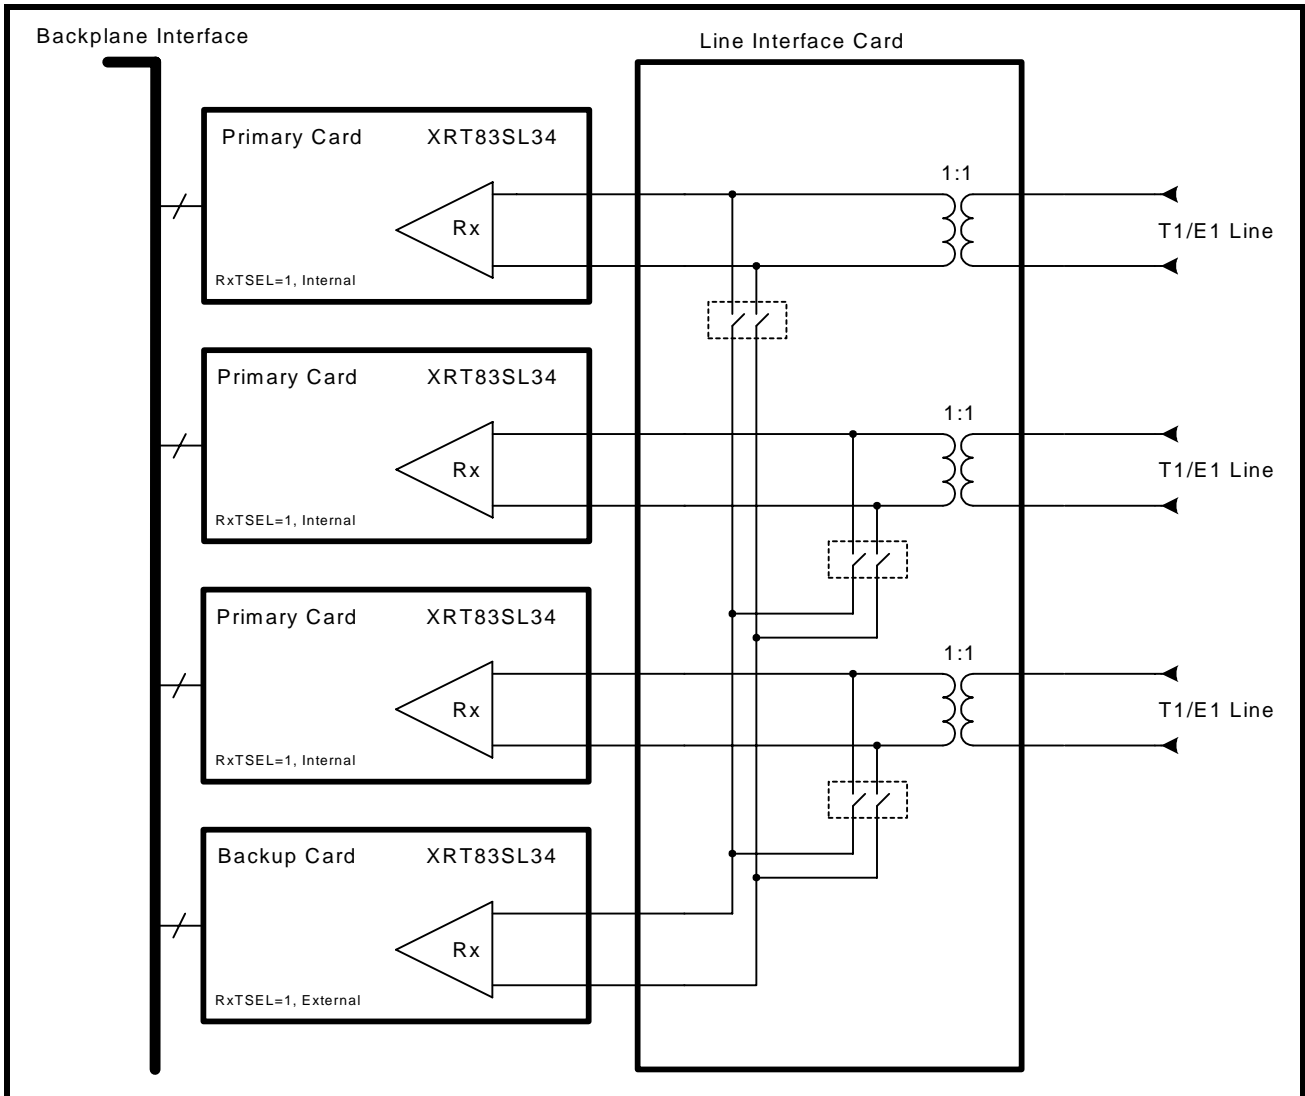 Backplane Interface
Line Interface Card
Primary Card XRT83SL34
1:1
Rx
T1/E1 Line
RxTSEL=1, Internal
Primary Card XRT83SL34
1:1
Rx
T1/E1 Line
RxTSEL=1, Internal
Primary Card XRT83SL34
1:1
Rx
T1/E1 Line
RxTSEL=1, Internal
Backup Card XRT83SL34
Rx
RxTSEL=1, External